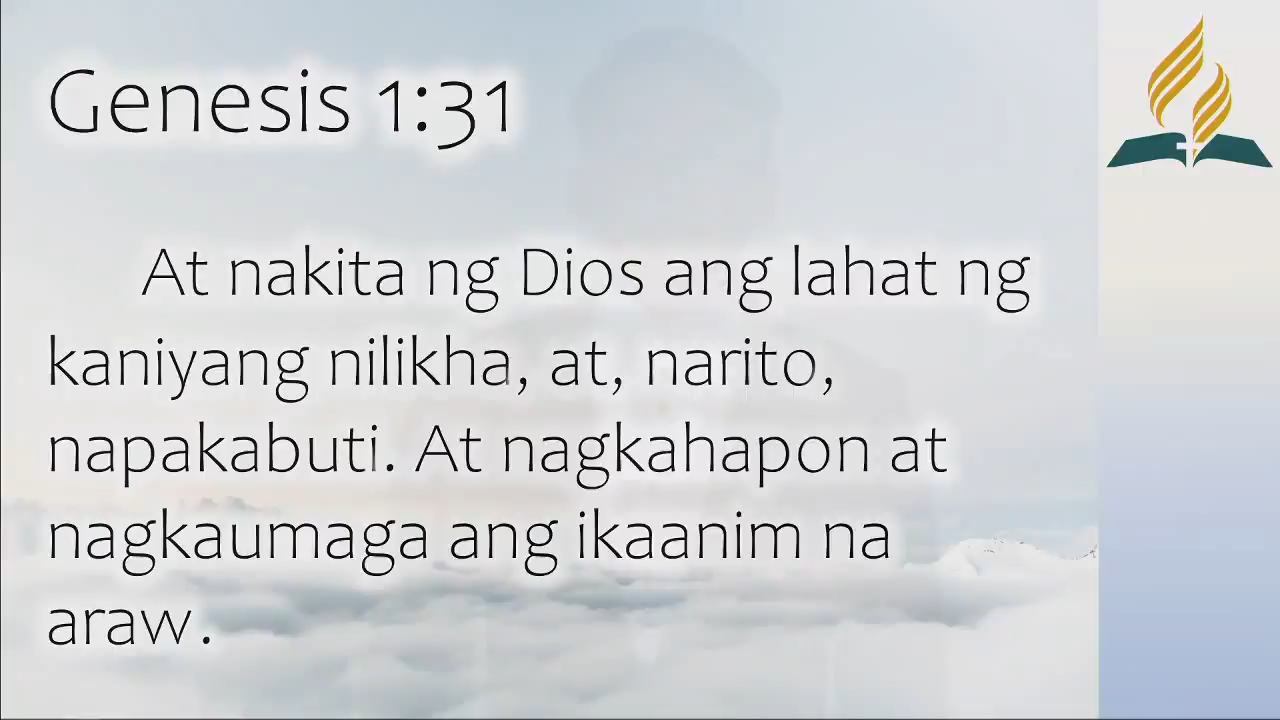 Genesis 1:31
At nakita ng Dios ang lahat ng
kaniyang nilikha, at, narito,
napakabuti. At nagkahapon at
nagkaumaga ang ikaanim na
araw.